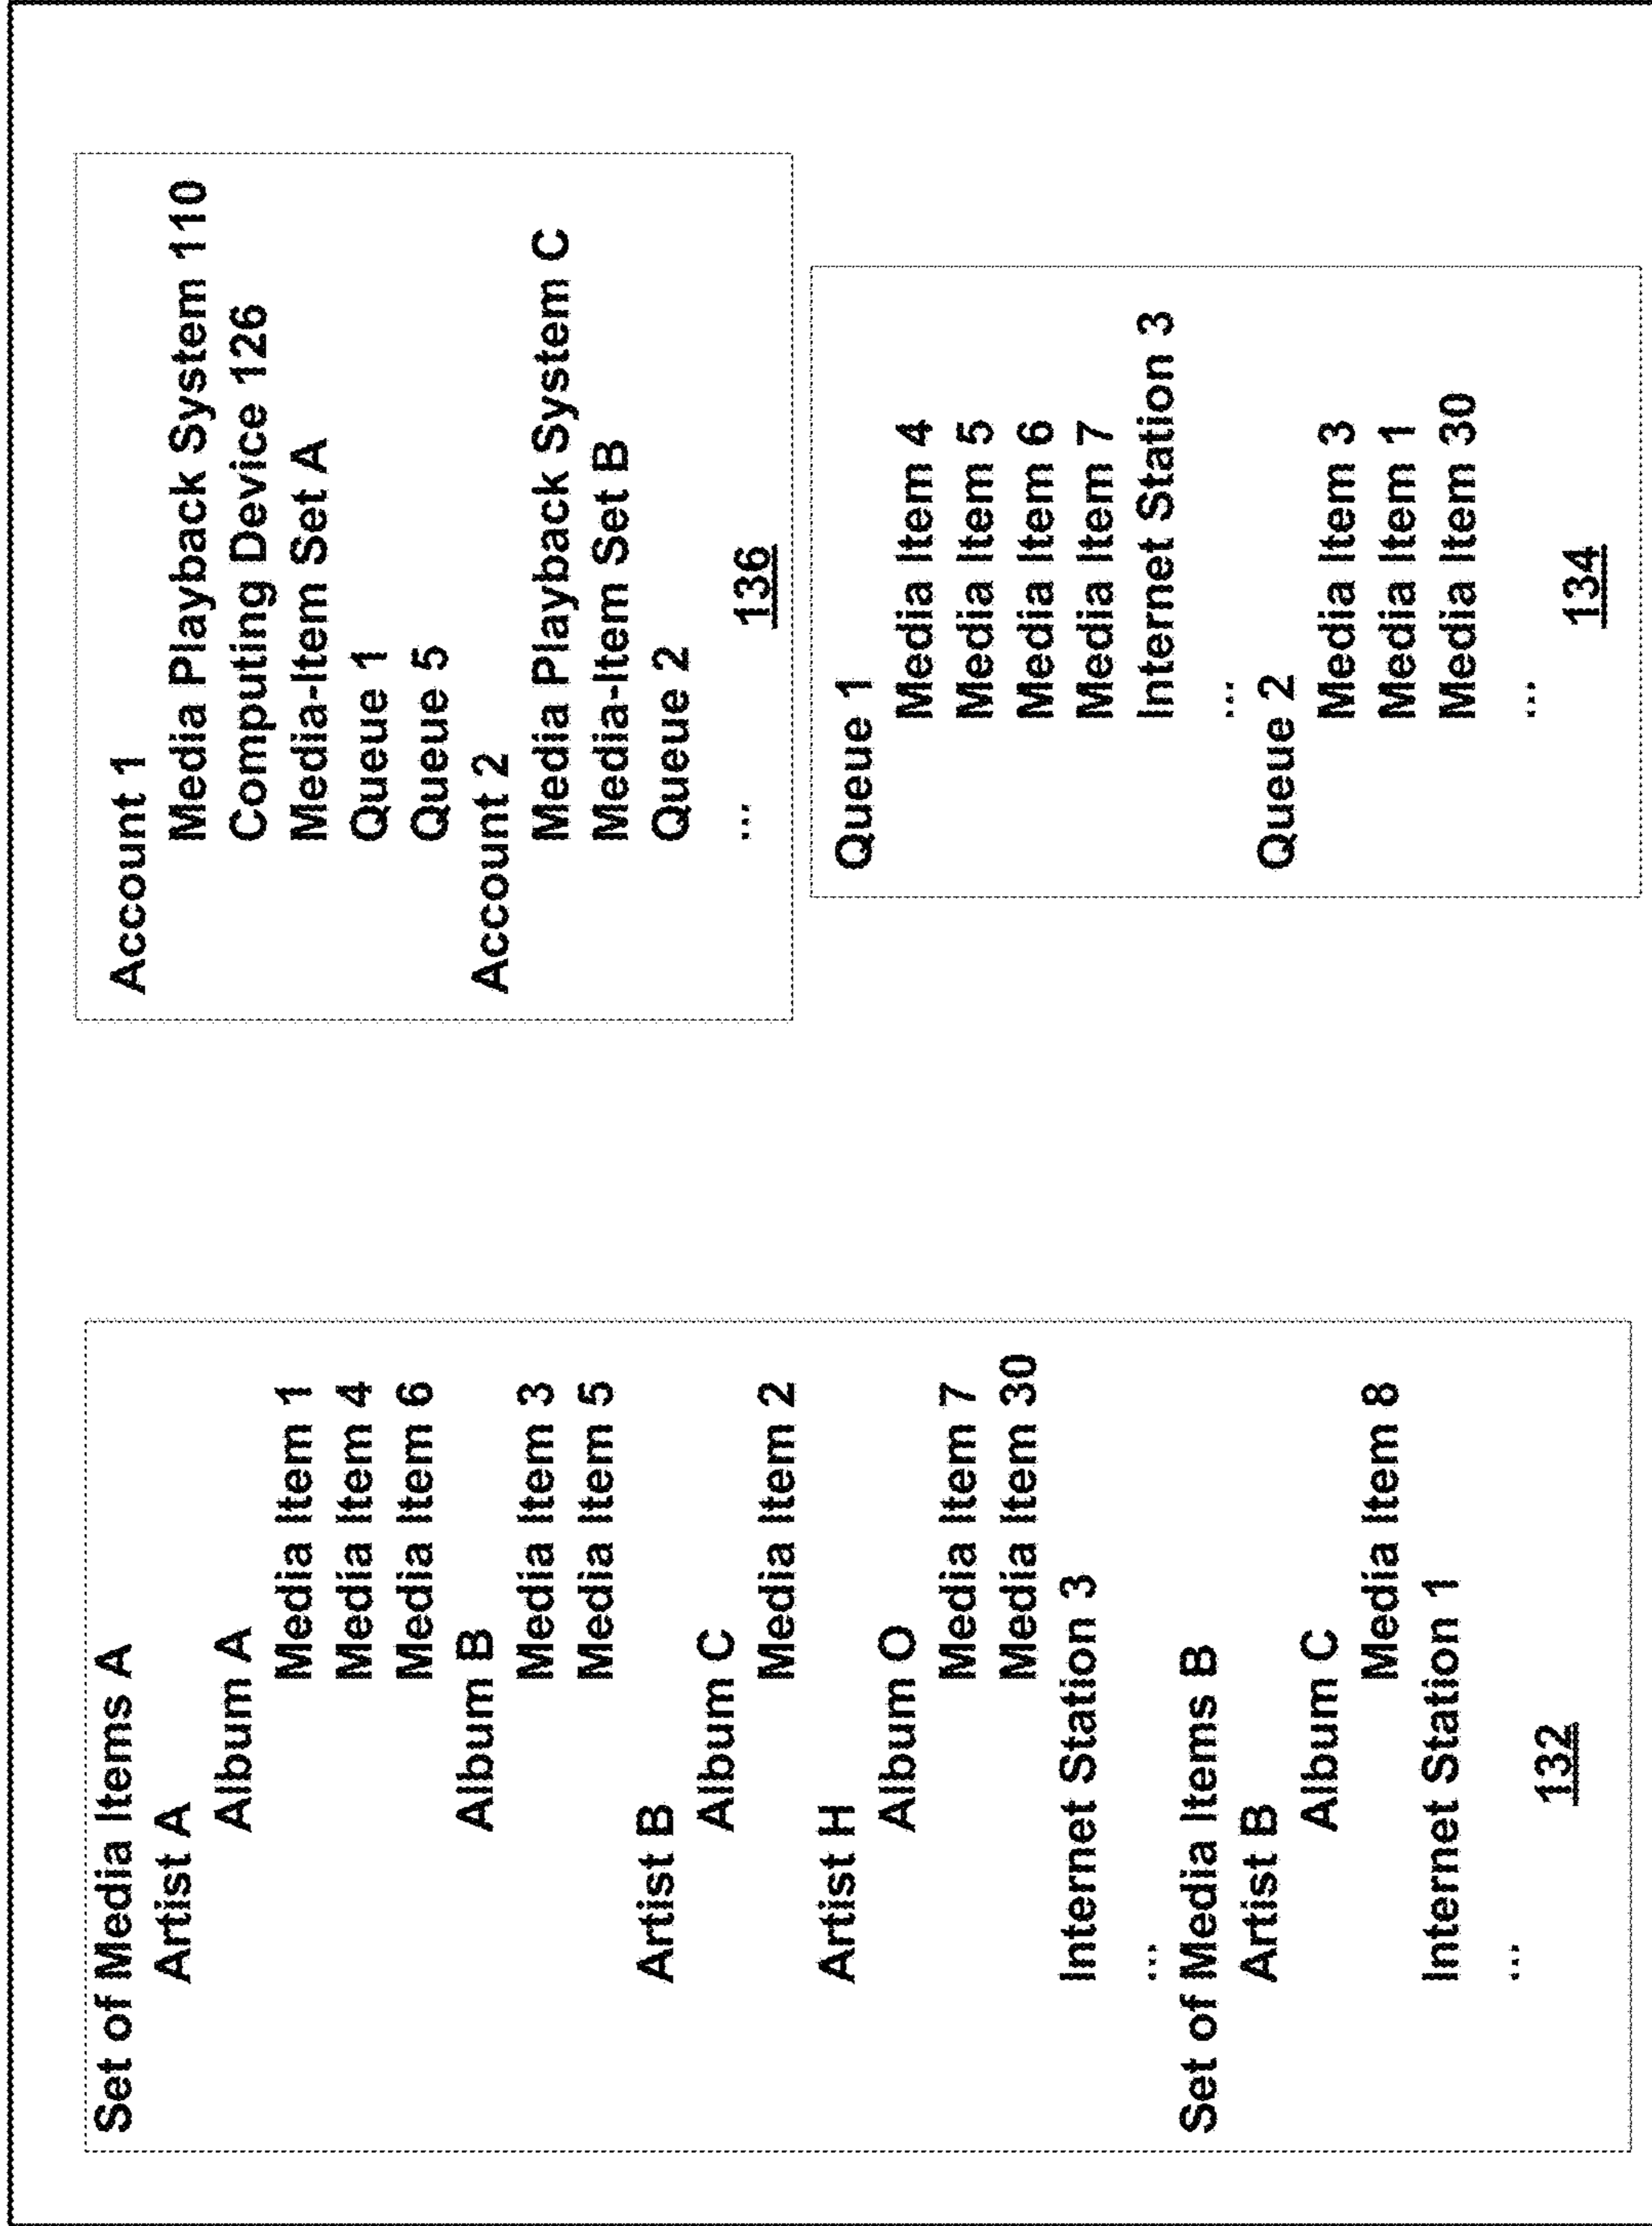 Set of Media Items A
Artist A
Album A
Media Item 1
Media Item 4
Media Item 6
Album B
Media Item 3
Media Item 5
Artist B
Album C
Media Item 2
Artist H
Album O
Media Item 7
Media Item 30
Internet Station 3
...
Set of Media Items B
Artist B
Album C
Media Item 8
Internet Station 1
...
132
Account 1
Media Playback System 110
Computing Device 126
Media-Item Set A
Queue 1
Queue 5
Account 2
Media Playback System C
Media-Item Set B
Queue 2
...
136
Queue 1
Media Item 4
Media Item 5
Media Item 6
Media Item 7
Internet Station 3
...
Queue 2
Media Item 3
Media Item 1
Media Item 30
...
134